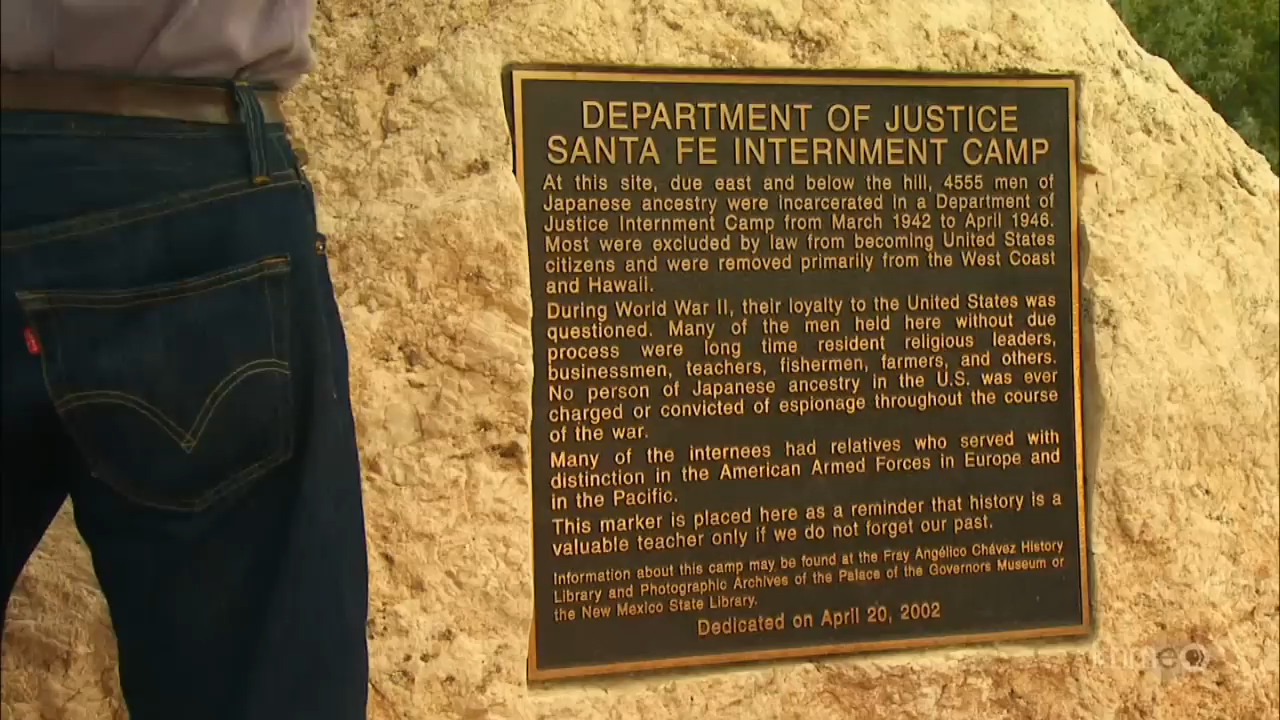 DEPARTMENT OF JUSTICE
SANTA FE INTERNMENT CAMP
At this site, due east and below the hill, 4555 men of
Japanese ancestry were incarcerated in a Department of
Justice Internment Camp from March 1942 to April 1946.
Most were excluded by law from becoming United States
citizens and were removed primarily from the West Coast
and Hawaii.
During World War II, their loyalty to the United States was
questioned. Many of the men held here without due
process were long time resident religious leaders,
businessmen, teachers, fishermen, farmers, and others.
No person of Japanese ancestry in the U.S. was ever
charged or convicted of espionage throughout the course
of the war.
Many of the internees had relatives who served with
distinction in the American Armed Forces in Europe and
in the Pacific.
This marker is placed here as a reminder that history is a
valuable teacher only if we do not forget our past.
Information about this camp may be found at the Fray Angélico Chávez History
Library and Photographic Archives of the Palace of the Governors Museum or
the New Mexico State Library.
Dedicated on April 20, 2002